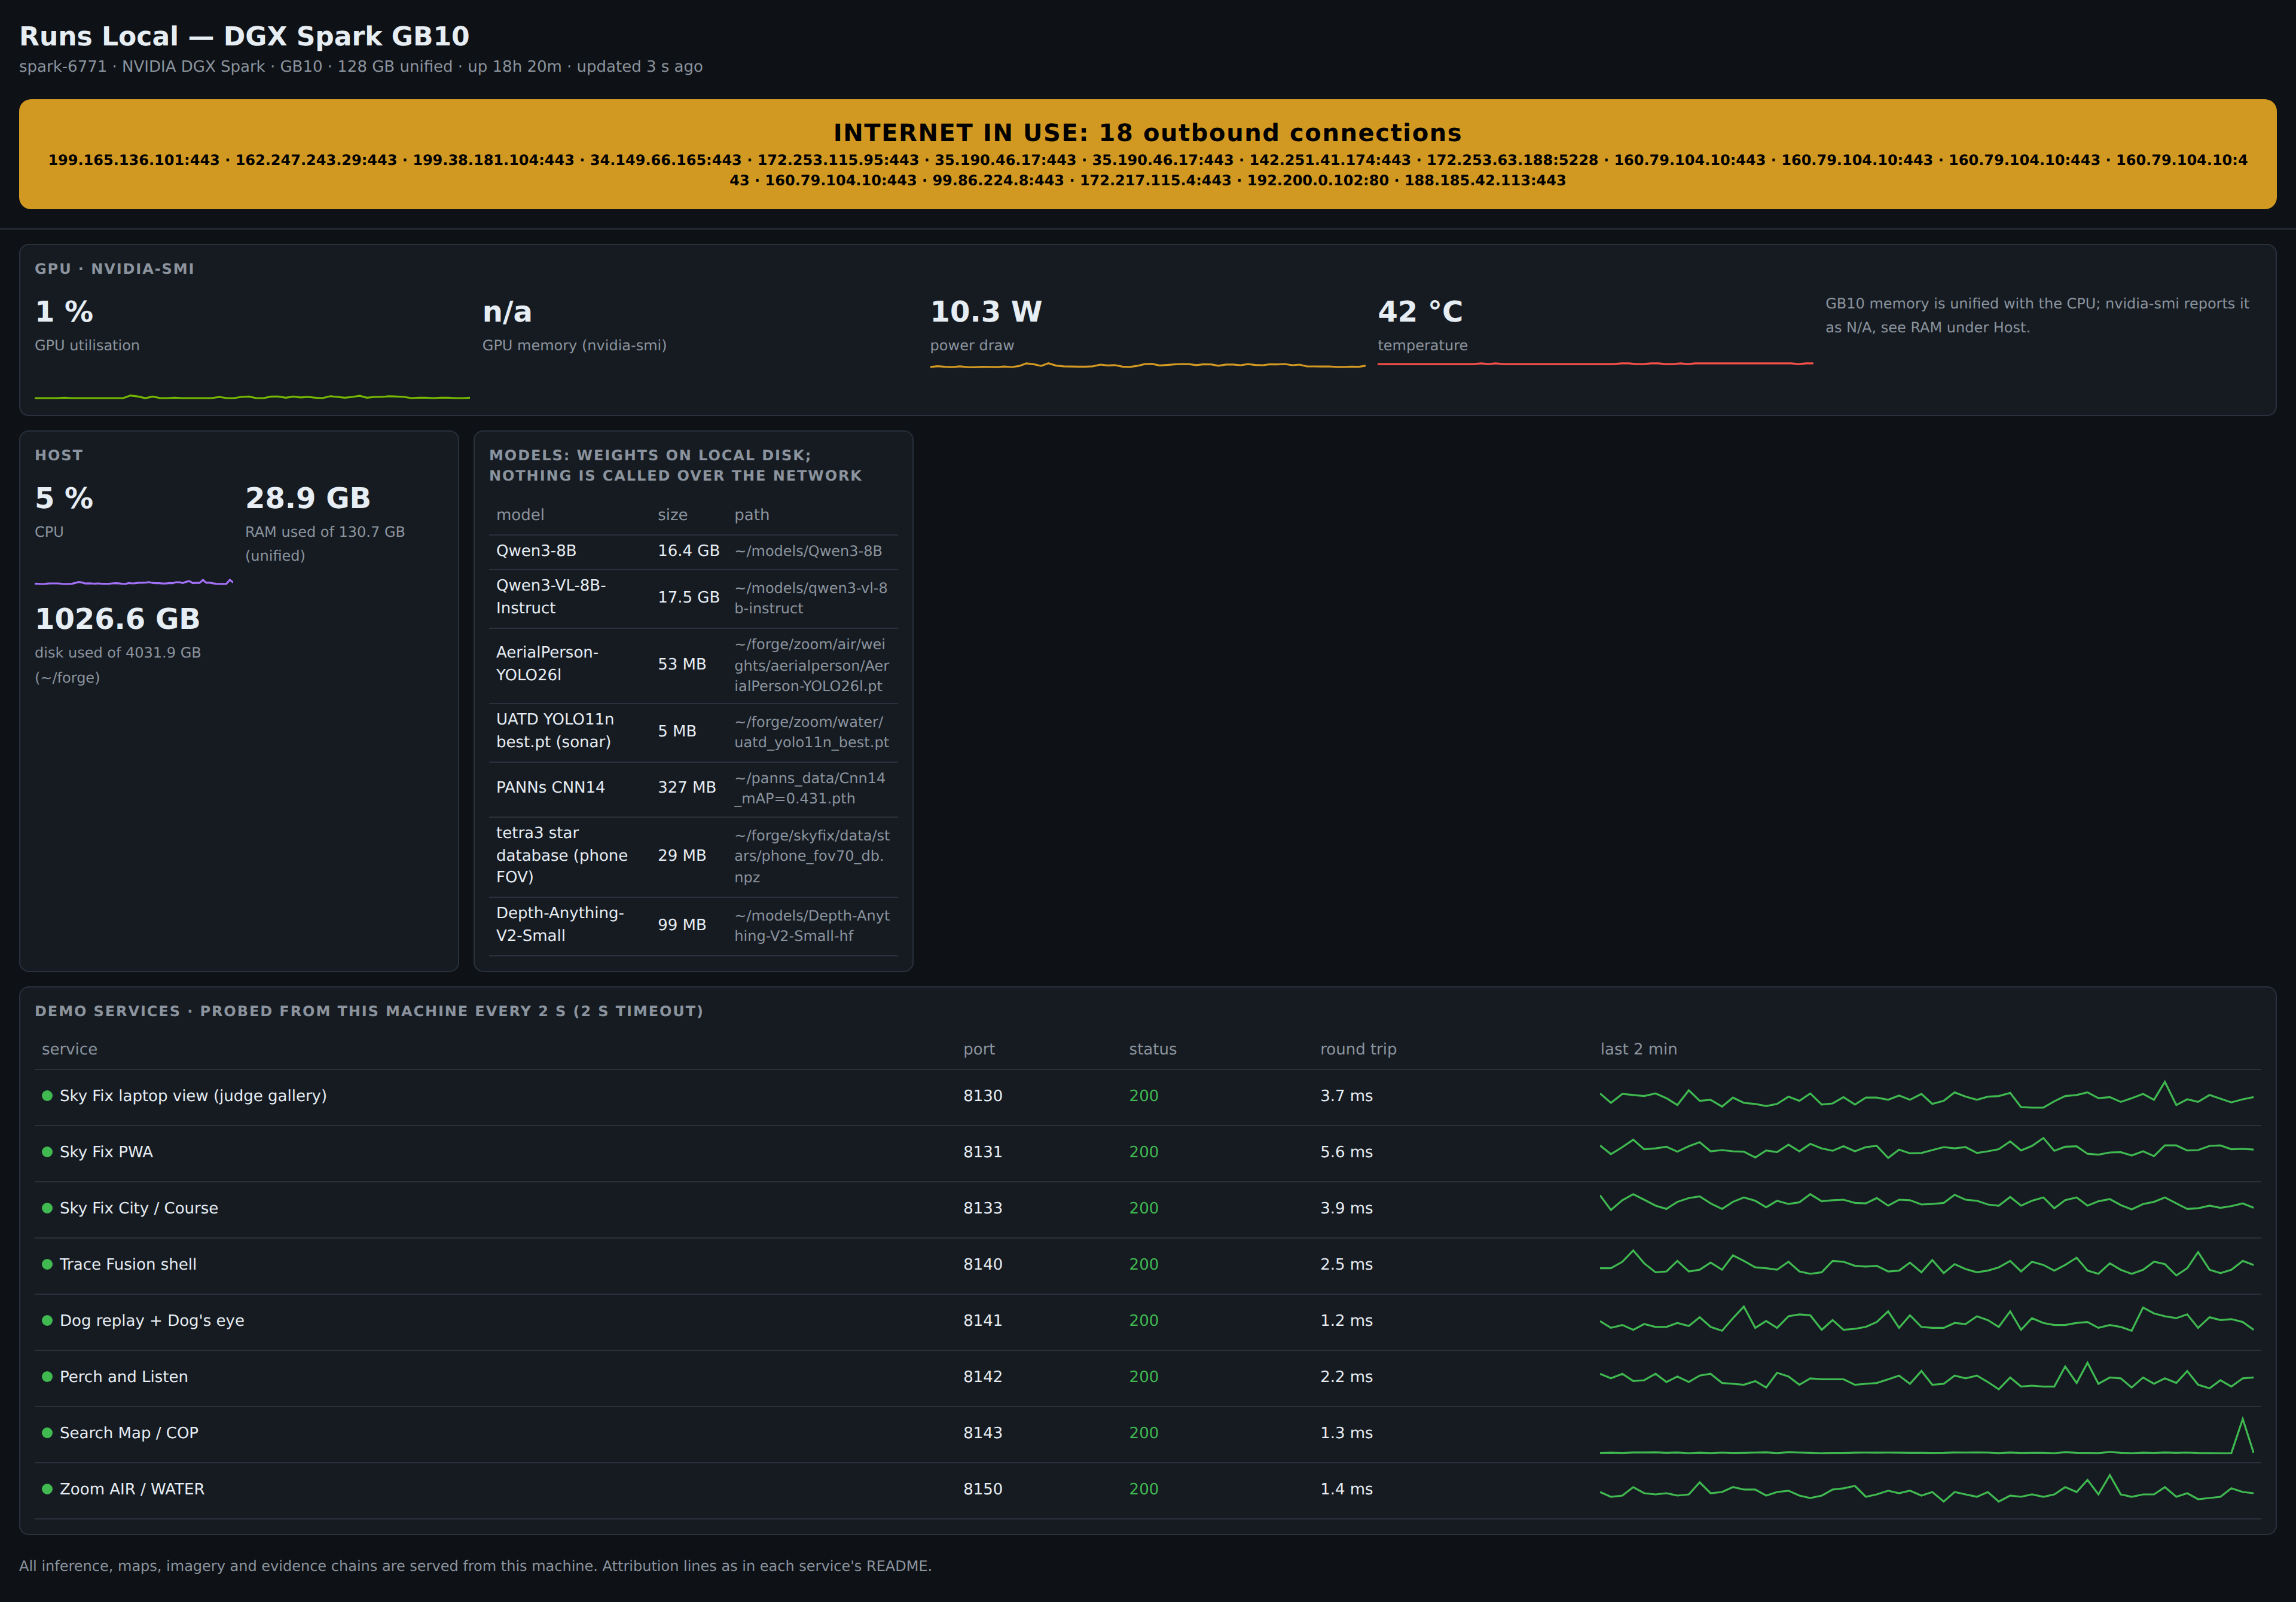 Runs Local — DGX Spark GB10
spark-6771 · NVIDIA DGX Spark · GB10 · 128 GB unified · up 18h 20m · updated 3 s ago
INTERNET IN USE: 18 outbound connections
199.165.136.101:443 · 162.247.243.29:443 · 199.38.181.104:443 · 34.149.66.165:443 · 172.253.115.95:443 · 35.190.46.17:443 · 35.190.46.17:443 · 142.251.41.174:443 · 172.253.63.188:5228 · 160.79.104.10:443 · 160.79.104.10:443 · 160.79.104.10:443 · 160.79.104.10:4
43 · 160.79.104.10:443 · 99.86.224.8:443 · 172.217.115.4:443 · 192.200.0.102:80 · 188.185.42.113:443
GPU · NVIDIA-SMI
1 %
GPU utilisation
n/a
GPU memory (nvidia-smi)
10.3 W
power draw
42 °C
temperature
GB10 memory is unified with the CPU; nvidia-smi reports it
as N/A, see RAM under Host.
HOST
5 %
CPU
28.9 GB
RAM used of 130.7 GB
(unified)
1026.6 GB
disk used of 4031.9 GB
(~/forge)
MODELS: WEIGHTS ON LOCAL DISK;
NOTHING IS CALLED OVER THE NETWORK
model size path
Qwen3-8B 16.4 GB ~/models/Qwen3-8B
Qwen3-VL-8B-
Instruct
17.5 GB
~/models/qwen3-vl-8
b-instruct
AerialPerson-
YOLO26l
53 MB
~/forge/zoom/air/wei
ghts/aerialperson/Aer
ialPerson-YOLO26l.pt
UATD YOLO11n
best.pt (sonar)
5 MB
~/forge/zoom/water/
uatd_yolo11n_best.pt
PANNs CNN14
327 MB
~/panns_data/Cnn14
_mAP=0.431.pth
tetra3 star
database (phone
FOV)
29 MB
~/forge/skyfix/data/st
ars/phone_fov70_db.
npz
Depth-Anything-
V2-Small
99 MB
~/models/Depth-Anyt
hing-V2-Small-hf
DEMO SERVICES · PROBED FROM THIS MACHINE EVERY 2 S (2 S TIMEOUT)
service port status round trip last 2 min
Sky Fix laptop view (judge gallery) 8130 200 3.7 ms
Sky Fix PWA 8131 200 5.6 ms
Sky Fix City / Course 8133 200 3.9 ms
Trace Fusion shell 8140 200 2.5 ms
Dog replay + Dog's eye 8141 200 1.2 ms
Perch and Listen 8142 200 2.2 ms
Search Map / COP 8143 200 1.3 ms
Zoom AIR / WATER 8150 200 1.4 ms
All inference, maps, imagery and evidence chains are served from this machine. Attribution lines as in each service's README.